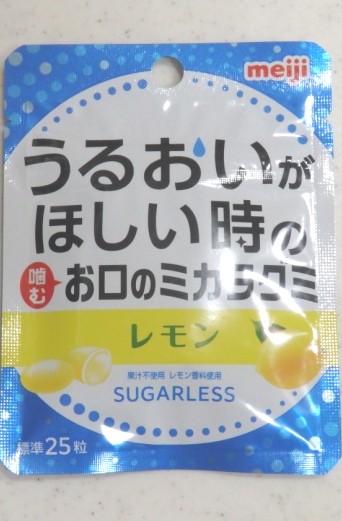 meiji
うるおいが
ほしい時の
噛む
お口のミカタグミ
レモン
果汁不使用 レモン香料使用
SUGARLESS
標準25粒